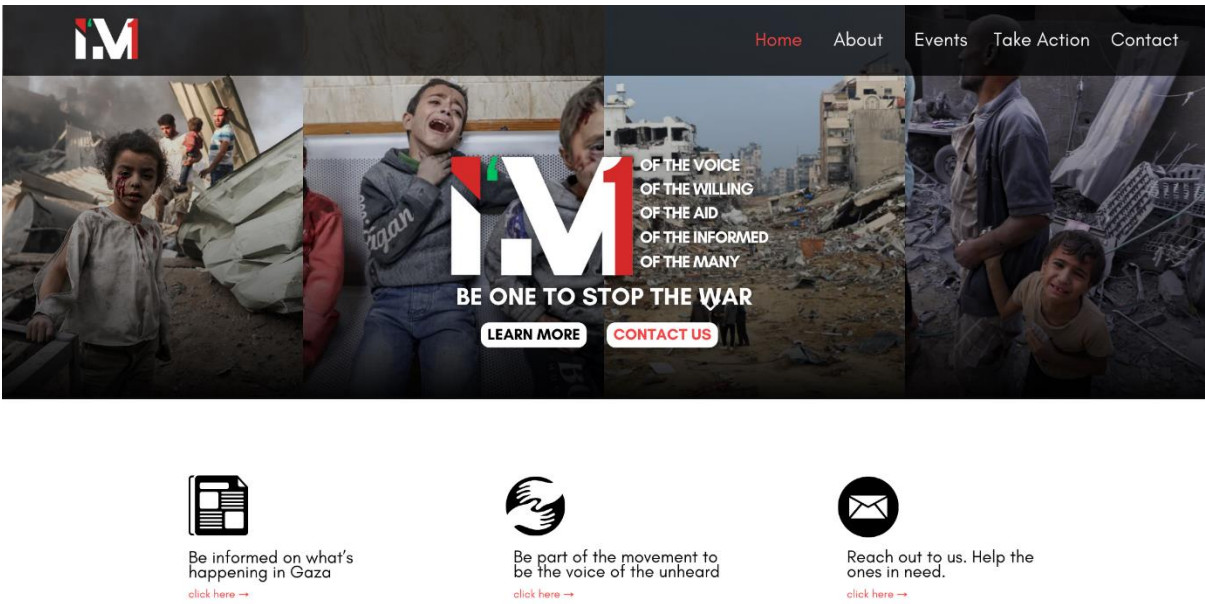 I'M1
Home About Events Take Action Contact
I'M1
OF THE VOICE
OF THE WILLING
OF THE AID
OF THE INFORMED
OF THE MANY
BE ONE TO STOP THE WAR
LEARN MORE
CONTACT US
Be informed on what's
happening in Gaza
click here →
Be part of the movement to
be the voice of the unheard
click here →
Reach out to us. Help the
ones in need.
click here →